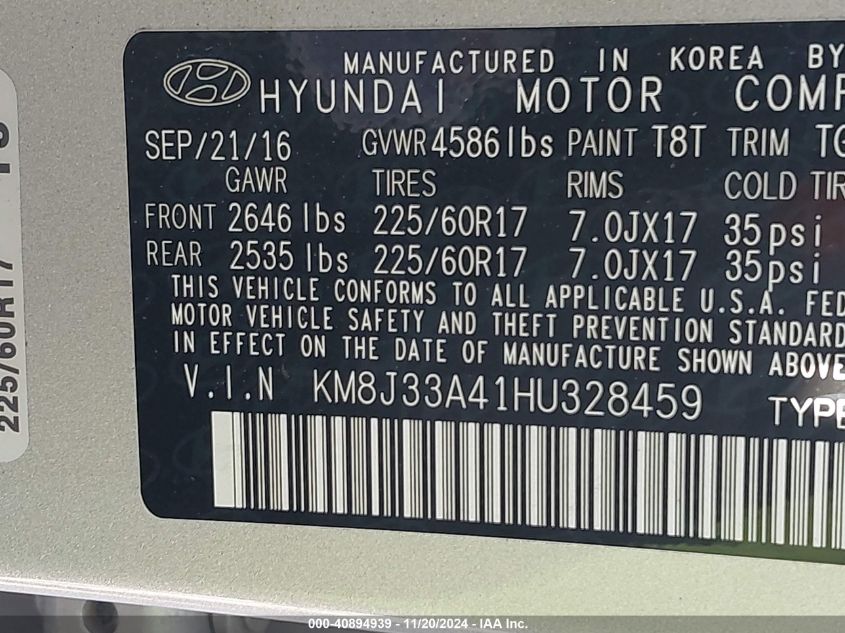 MANUFACTURED IN KOREA BY
HYUNDAI MOTOR COMP
SEP/21/16 GVWR 4586 lbs PAINT T8T TRIM TG
GAWR TIRES RIMS COLD TIR
FRONT 2646 lbs 225/60R17 7.0JX17 35psi
REAR 2535 lbs 225/60R17 7.0JX17 35psi
THIS VEHICLE CONFORMS TO ALL APPLICABLE U.S.A. FED
MOTOR VEHICLE SAFETY AND THEFT PREVENTION STANDARD
IN EFFECT ON THE DATE OF MANUFACTURE SHOWN ABOVE
V.I.N KM8J33A41HU328459 TYPE
225/60R17
000-40894939 - 11/20/2024 - IAA Inc.